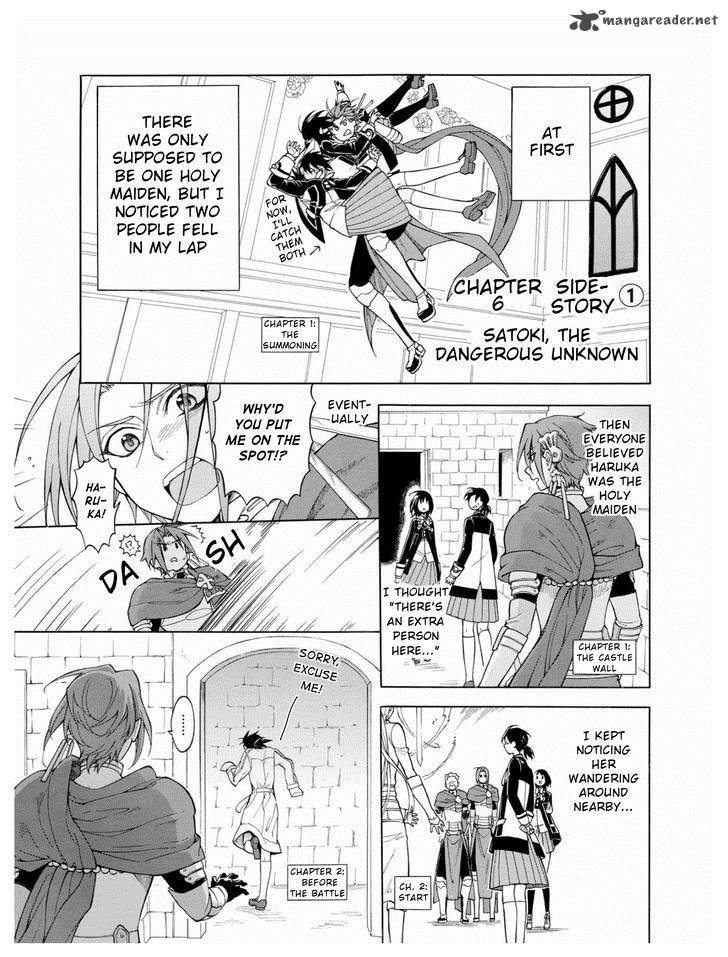 mangareader.net
AT
FIRST
THERE
WAS ONLY
SUPPOSED TO
BE ONE HOLY
MAIDEN, BUT I
NOTICED TWO
PEOPLE FELL
IN MY LAP
FOR
NOW,
I'LL
CATCH
THEM
BOTH
CHAPTER SIDE-
6 STORY 1
SATOKI, THE
DANGEROUS UNKNOWN
CHAPTER 1:
THE
SUMMONING
THEN
EVERYONE
BELIEVED
HARUKA
WAS THE
HOLY
MAIDEN
I THOUGHT
"THERE'S
AN EXTRA
PERSON
HERE..."
CHAPTER 1:
THE CASTLE
WALL
EVENT-
UALLY
WHY'D
YOU PUT
ME ON THE
SPOT!?
HA-
RU-
KA!
!?
DA SH
I KEPT
NOTICING
HER
WANDERING
AROUND
NEARBY...
CH. 2:
START
SORRY,
EXCUSE
ME!
......
CHAPTER 2:
BEFORE
THE BATTLE